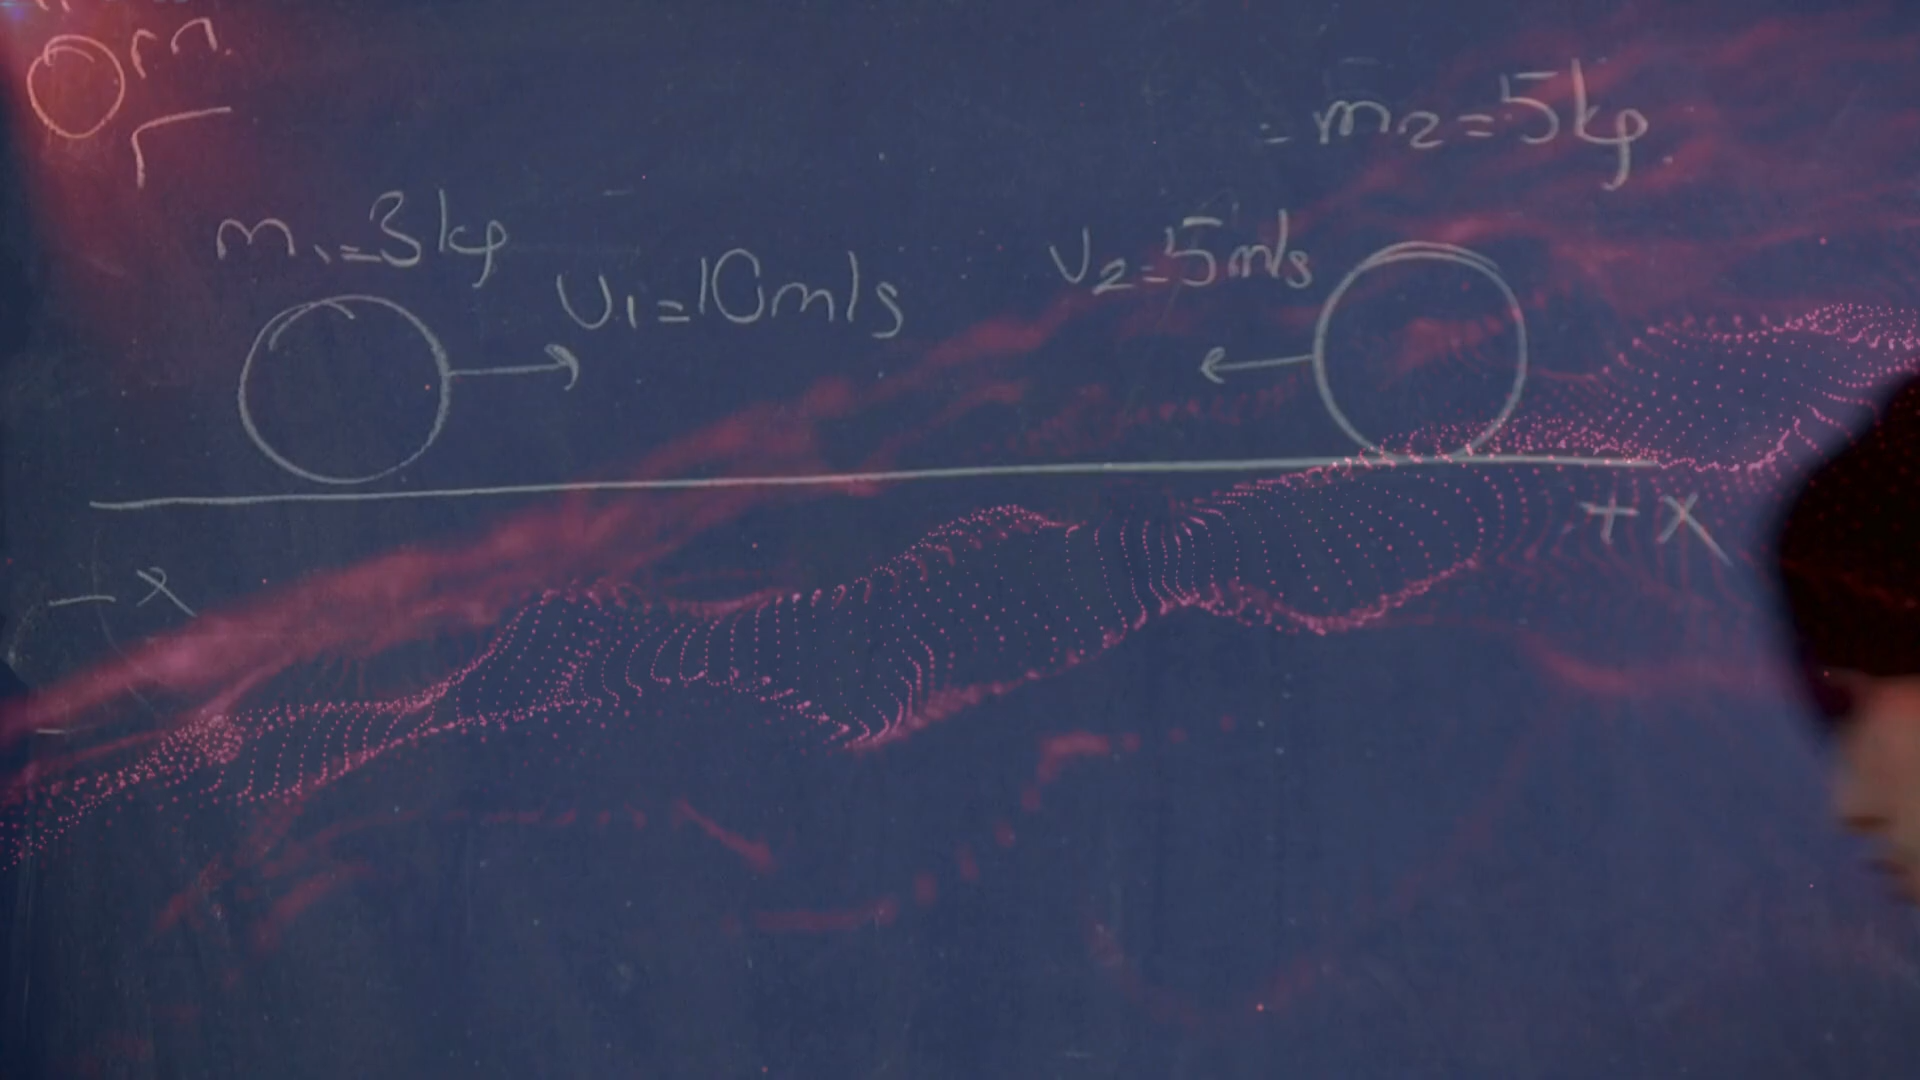 m₂=5kg
m₁=3kg
V₂=5m/s
V₁=10m/s
+X
-X